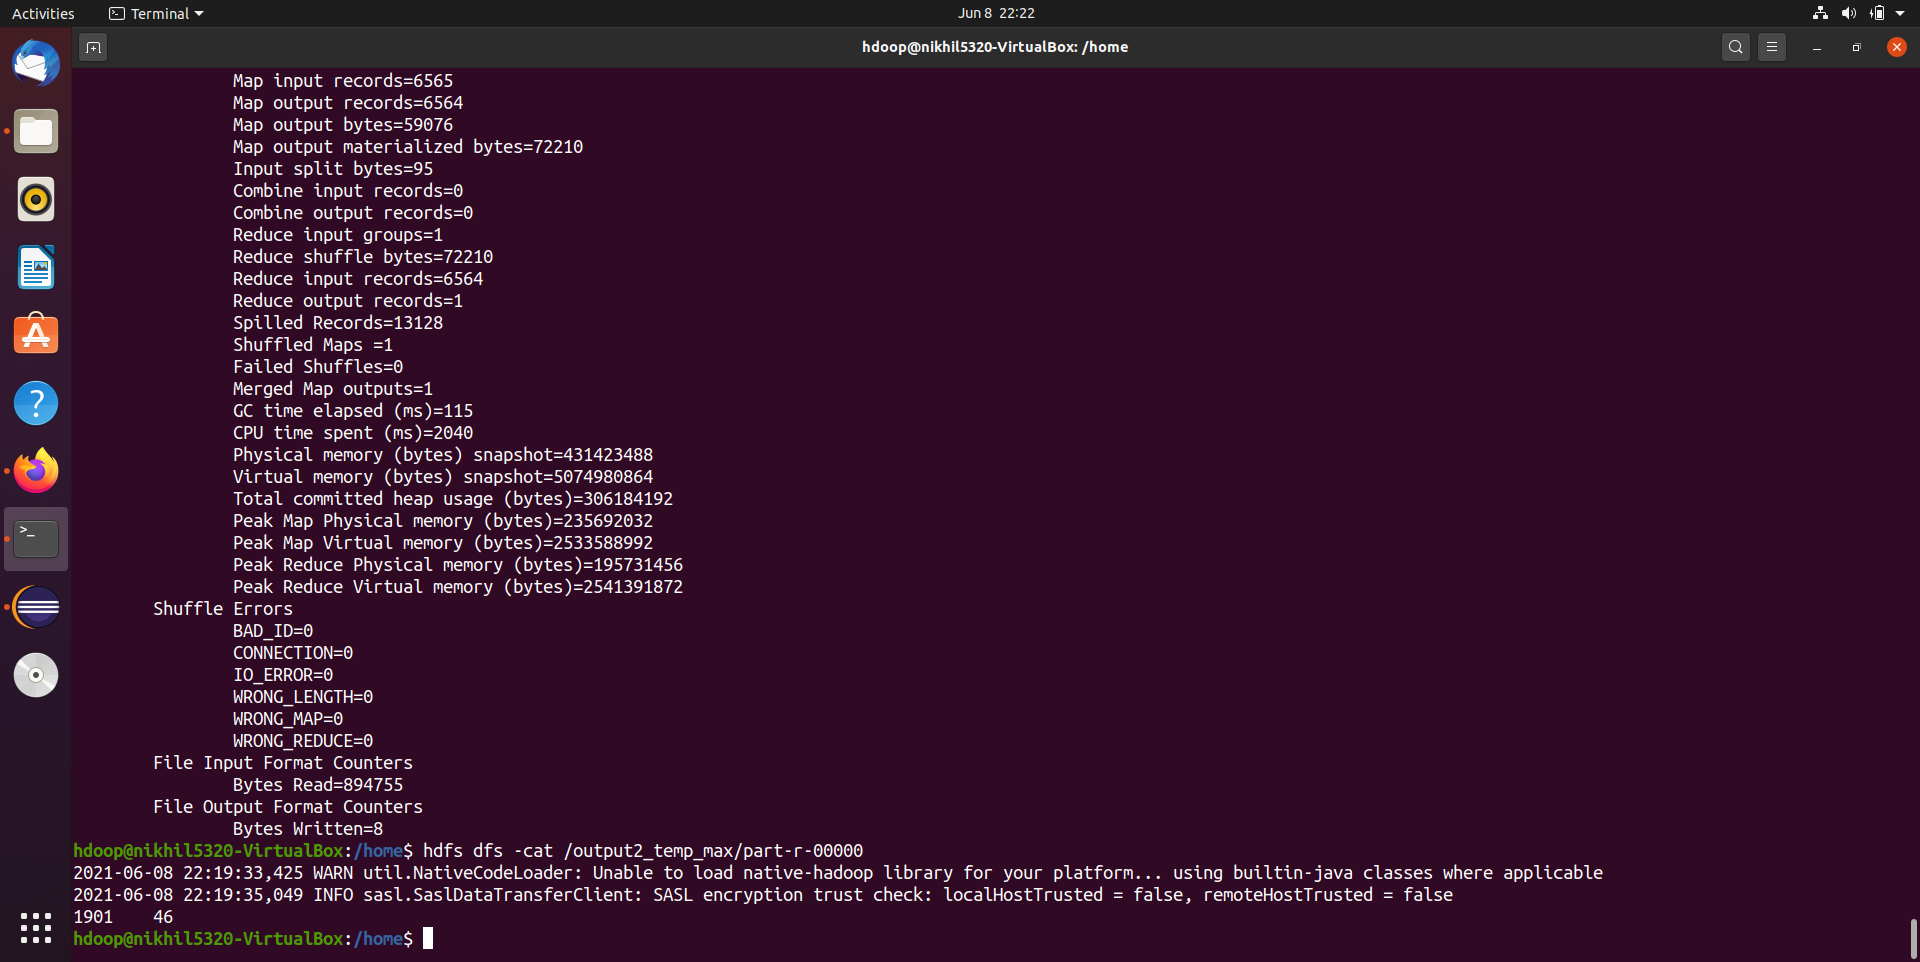 Activities
Terminal
Jun 8 22:22
hdoop@nikhil5320-VirtualBox: /home
Map input records=6565
Map output records=6564
Map output bytes=59076
Map output materialized bytes=72210
Input split bytes=95
Combine input records=0
Combine output records=0
Reduce input groups=1
Reduce shuffle bytes=72210
Reduce input records=6564
Reduce output records=1
Spilled Records=13128
Shuffled Maps =1
Failed Shuffles=0
Merged Map outputs=1
GC time elapsed (ms)=115
CPU time spent (ms)=2040
Physical memory (bytes) snapshot=431423488
Virtual memory (bytes) snapshot=5074980864
Total committed heap usage (bytes)=306184192
Peak Map Physical memory (bytes)=235692032
Peak Map Virtual memory (bytes)=2533588992
Peak Reduce Physical memory (bytes)=195731456
Peak Reduce Virtual memory (bytes)=2541391872
Shuffle Errors
BAD_ID=0
CONNECTION=0
IO_ERROR=0
WRONG_LENGTH=0
WRONG_MAP=0
WRONG_REDUCE=0
File Input Format Counters
Bytes Read=894755
File Output Format Counters
Bytes Written=8
hdoop@nikhil5320-VirtualBox:/home$ hdfs dfs -cat /output2_temp_max/part-r-00000
2021-06-08 22:19:33,425 WARN util.NativeCodeLoader: Unable to load native-hadoop library for your platform... using builtin-java classes where applicable
2021-06-08 22:19:35,049 INFO sasl.SaslDataTransferClient: SASL encryption trust check: localHostTrusted = false, remoteHostTrusted = false
1901 46
hdoop@nikhil5320-VirtualBox:/home$